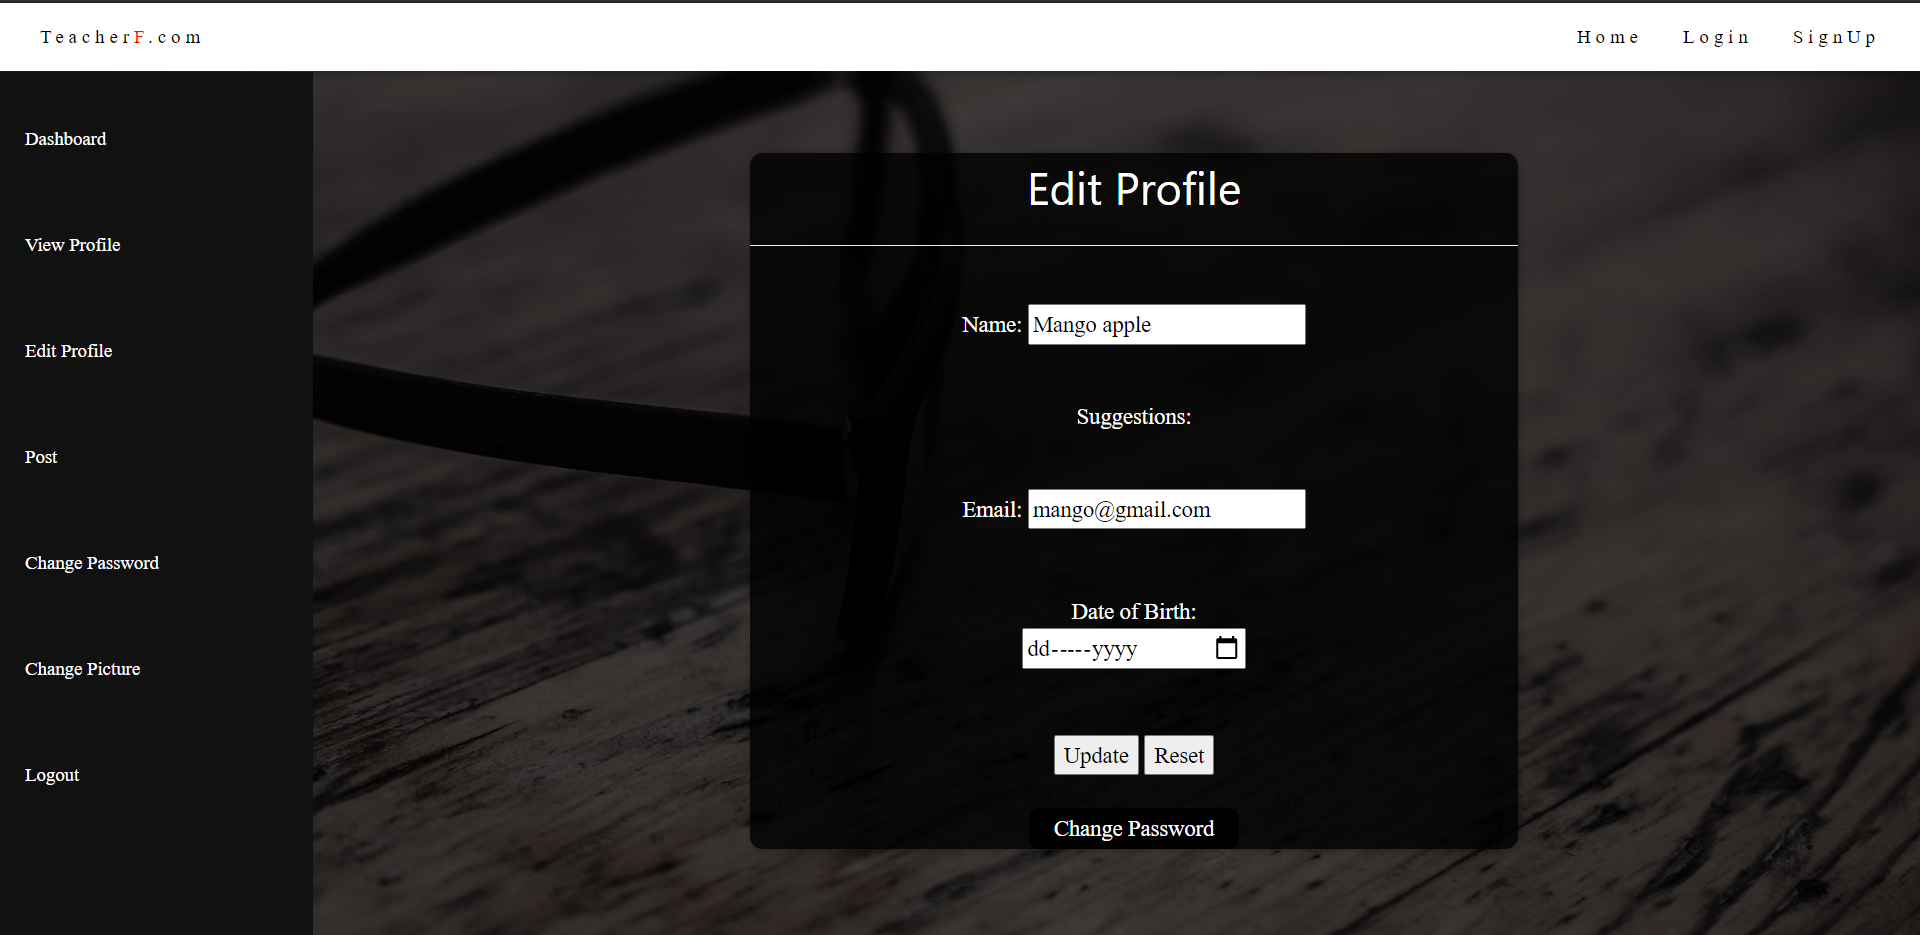 TeacherF.com
Home Login SignUp
Dashboard
View Profile
Edit Profile
Post
Change Password
Change Picture
Logout
Edit Profile
Name: Mango apple
Suggestions:
Email: mango@gmail.com
Date of Birth:
dd-----yyyy
Update Reset
Change Password